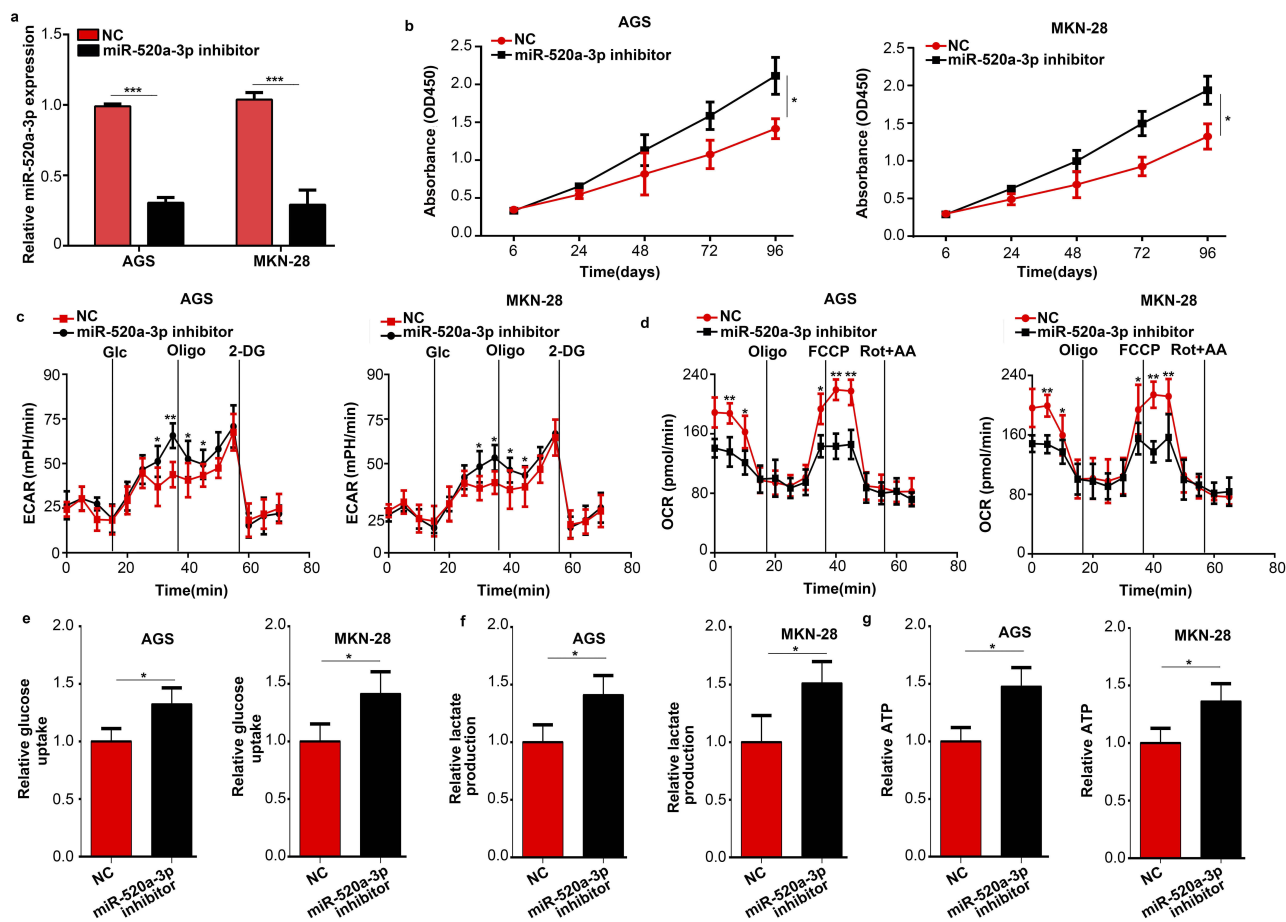 a
NC
miR-520a-3p inhibitor
Relative miR-520a-3p expression
1.5
1.0
0.5
0
***
***
AGS
MKN-28
b
AGS
NC
miR-520a-3p inhibitor
Absorbance (OD450)
2.5
2.0
1.5
1.0
0.5
0.0
*
6
24
48
72
96
Time(days)
MKN-28
NC
miR-520a-3p inhibitor
Absorbance (OD450)
2.5
2.0
1.5
1.0
0.5
0.0
*
6
24
48
72
96
Time(days)
c
AGS
NC
miR-520a-3p inhibitor
Glc
Oligo
2-DG
ECAR (mPH/min)
90
75
50
25
0
*
**
*
*
0
20
40
60
80
Time(min)
MKN-28
NC
miR-520a-3p inhibitor
Glc
Oligo
2-DG
ECAR (mPH/min)
90
75
50
25
0
*
*
*
*
0
20
40
60
80
Time(min)
d
AGS
NC
miR-520a-3p inhibitor
Oligo
FCCP
Rot+AA
OCR (pmol/min)
240
160
80
0
**
*
*
**
**
0
20
40
60
80
Time(min)
MKN-28
NC
miR-520a-3p inhibitor
Oligo
FCCP
Rot+AA
OCR (pmol/min)
240
160
80
0
**
*
*
**
**
0
20
40
60
80
Time(min)
e
AGS
Relative glucose
uptake
2.0
1.5
1.0
0.5
0.0
*
NC
miR-520a-3p
inhibitor
MKN-28
Relative glucose
uptake
2.0
1.5
1.0
0.5
0.0
*
NC
miR-520a-3p
inhibitor
f
AGS
Relative lactate
production
2.0
1.5
1.0
0.5
0.0
*
NC
miR-520a-3p
inhibitor
MKN-28
Relative lactate
production
2.0
1.5
1.0
0.5
0.0
*
NC
miR-520a-3p
inhibitor
g
AGS
Relative ATP
2.0
1.5
1.0
0.5
0.0
*
NC
miR-520a-3p
inhibitor
MKN-28
Relative ATP
2.0
1.5
1.0
0.5
0.0
*
NC
miR-520a-3p
inhibitor